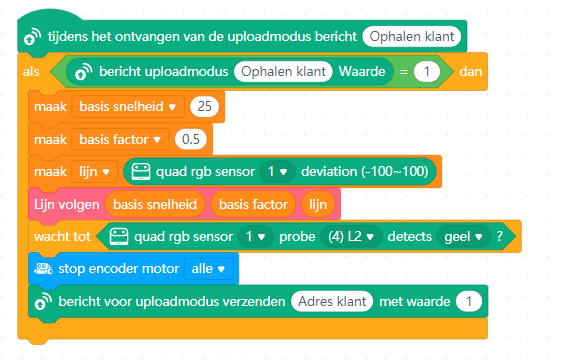 tijdens het ontvangen van de uploadmodus bericht Ophalen klant
als bericht uploadmodus Ophalen klant Waarde = 1 dan
maak basis snelheid 25
maak basis factor 0.5
maak lijn quad rgb sensor 1 deviation (-100~100)
Lijn volgen basis snelheid basis factor lijn
wacht tot quad rgb sensor 1 probe (4) L2 detects geel ?
stop encoder motor alle
bericht voor uploadmodus verzenden Adres klant met waarde 1